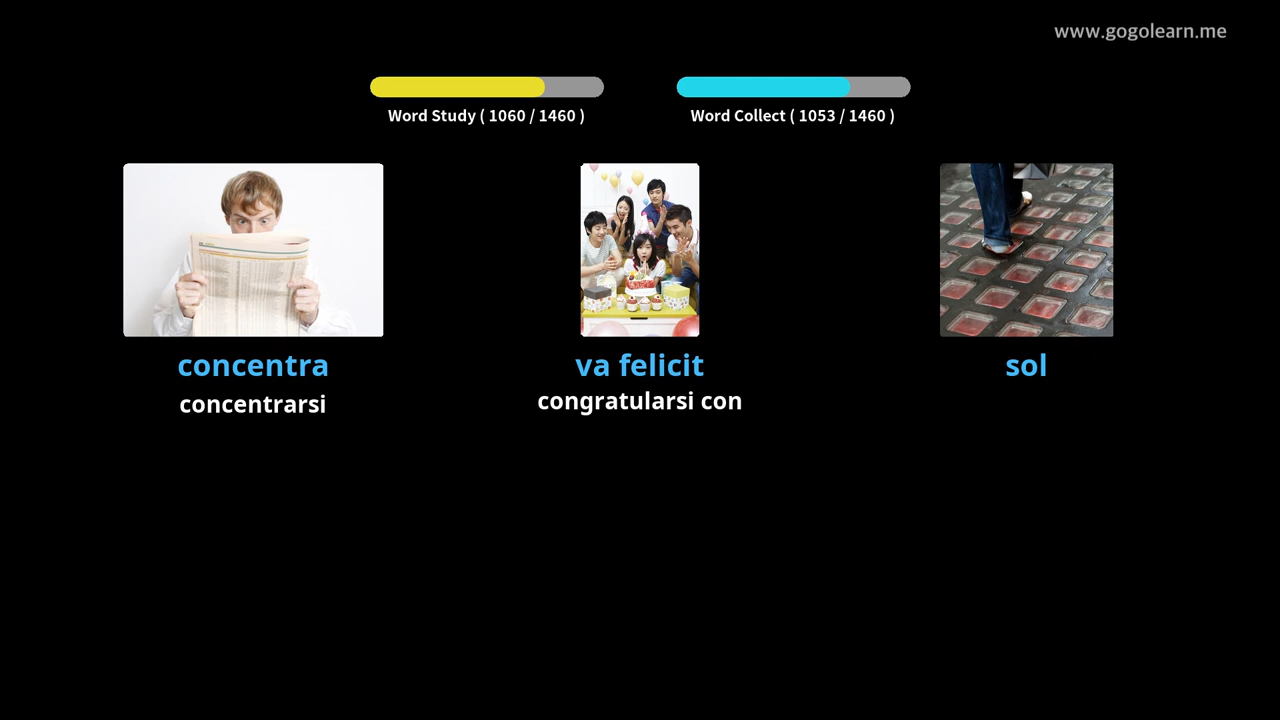 www.gogolearn.me
Word Study ( 1060 / 1460 )
Word Collect ( 1053 / 1460 )
concentra
concentrarsi
va felicit
congratularsi con
sol